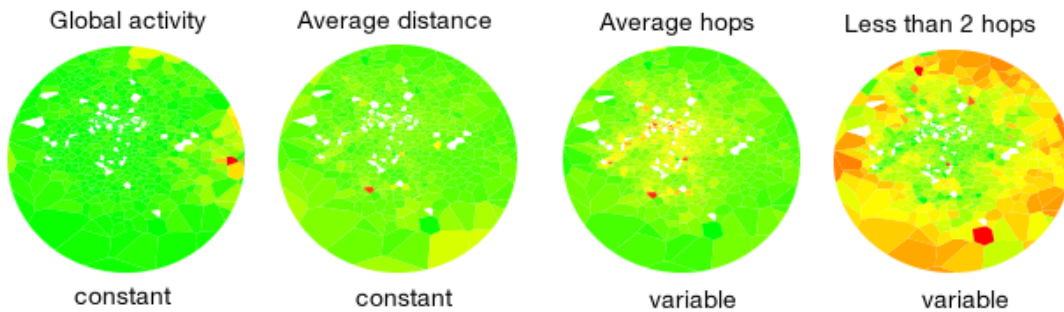 Global activity
Average distance
Average hops
Less than 2 hops
constant
constant
variable
variable